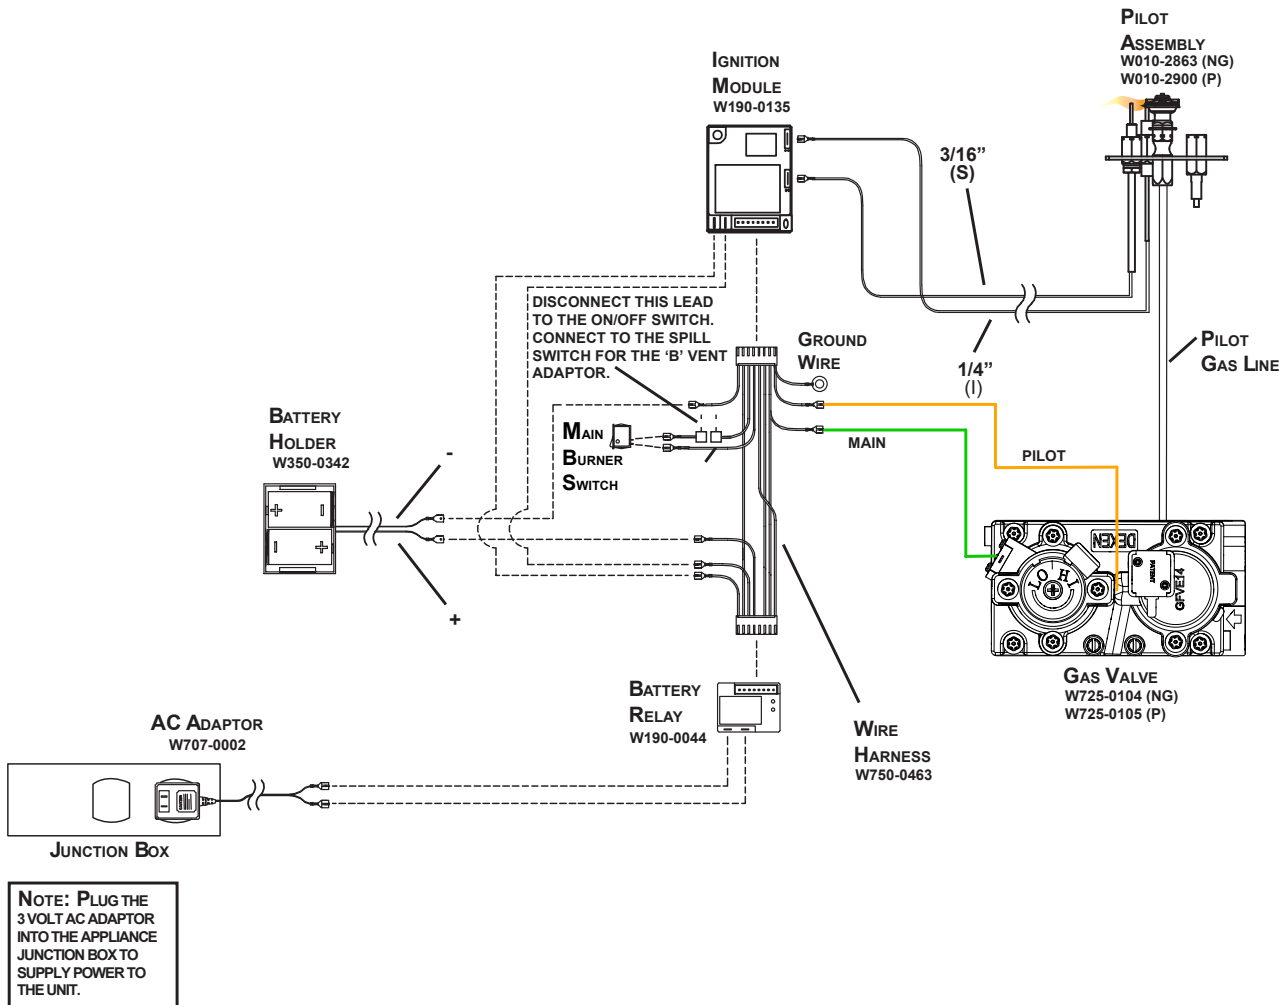 PILOT
ASSEMBLY
W010-2863 (NG)
W010-2900 (P)
IGNITION
MODULE
W190-0135
3/16”
(S)
DISCONNECT THIS LEAD
TO THE ON/OFF SWITCH.
CONNECT TO THE SPILL
SWITCH FOR THE ‘B’ VENT
ADAPTOR.
GROUND
WIRE
1/4”
(I)
PILOT
GAS LINE
BATTERY
HOLDER
W350-0342
-
+
MAIN
BURNER
SWITCH
MAIN
PILOT
+ -
- +
DEXEN
LO HI
PATENT
GFVE14
GAS VALVE
W725-0104 (NG)
W725-0105 (P)
BATTERY
RELAY
W190-0044
WIRE
HARNESS
W750-0463
AC ADAPTOR
W707-0002
JUNCTION BOX
NOTE: PLUG THE
3 VOLT AC ADAPTOR
INTO THE APPLIANCE
JUNCTION BOX TO
SUPPLY POWER TO
THE UNIT.